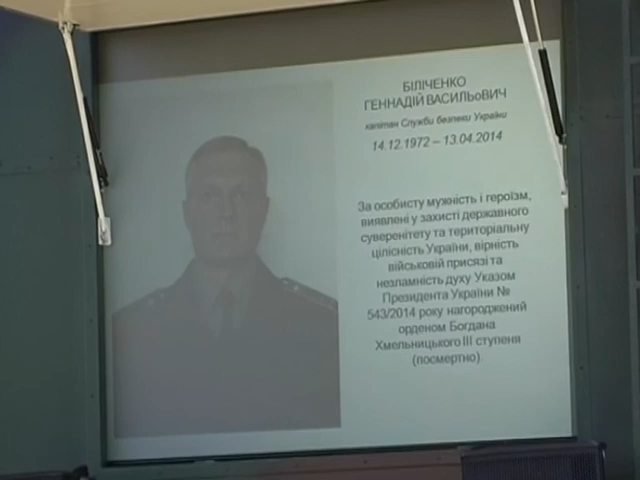 БІЛІЧЕНКО
ГЕННАДІЙ ВАСИЛЬоВИЧ
капітан Служби безпеки України
14.12.1972 – 13.04.2014
За особисту мужність і героїзм,
виявлені у захисті державного
суверенітету та територіальну
цілісність України, вірність
військовій присязі та
незламність духу Указом
Президента України №
543/2014 року нагороджений
орденом Богдана
Хмельницького ІІІ ступеня
(посмертно)